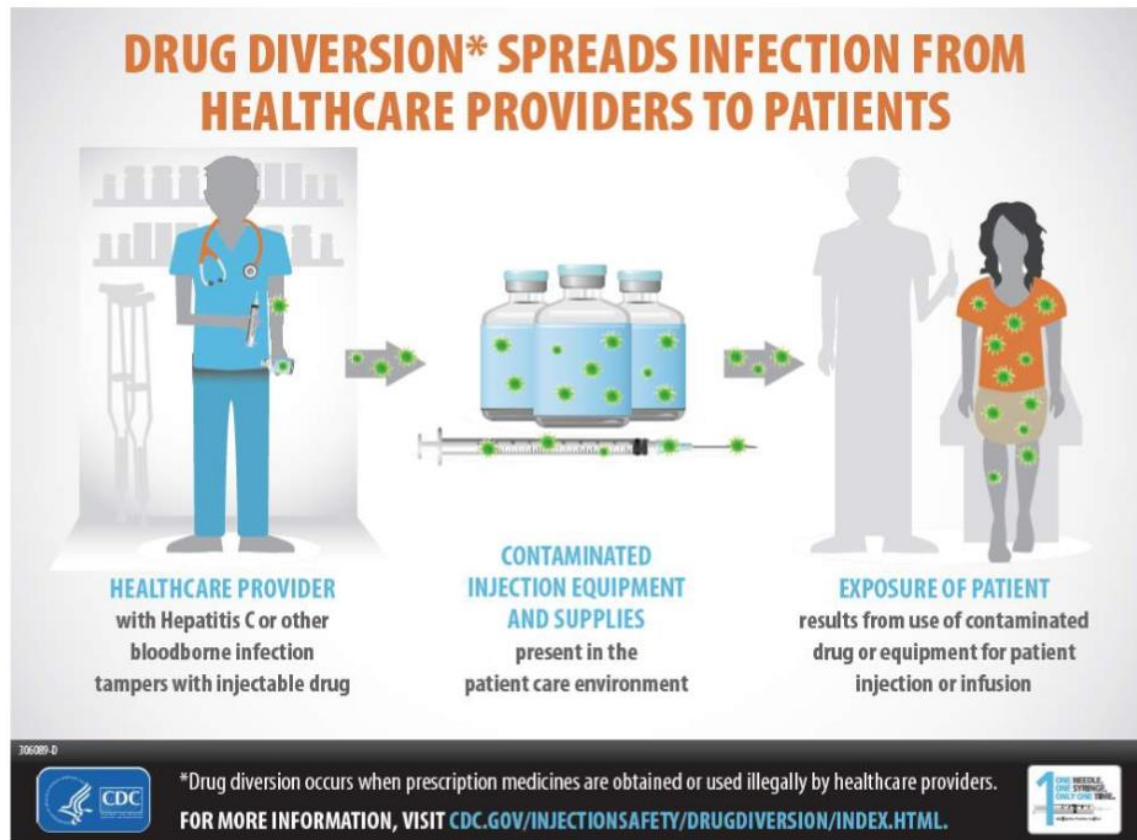 DRUG DIVERSION* SPREADS INFECTION FROM
HEALTHCARE PROVIDERS TO PATIENTS
HEALTHCARE PROVIDER
with Hepatitis C or other
bloodborne infection
tampers with injectable drug
CONTAMINATED
INJECTION EQUIPMENT
AND SUPPLIES
present in the
patient care environment
EXPOSURE OF PATIENT
results from use of contaminated
drug or equipment for patient
injection or infusion
306089-D
CDC
*Drug diversion occurs when prescription medicines are obtained or used illegally by healthcare providers.
FOR MORE INFORMATION, VISIT CDC.GOV/INJECTIONSAFETY/DRUGDIVERSION/INDEX.HTML.
1 ONE NEEDLE,
ONE SYRINGE,
ONLY ONE TIME.